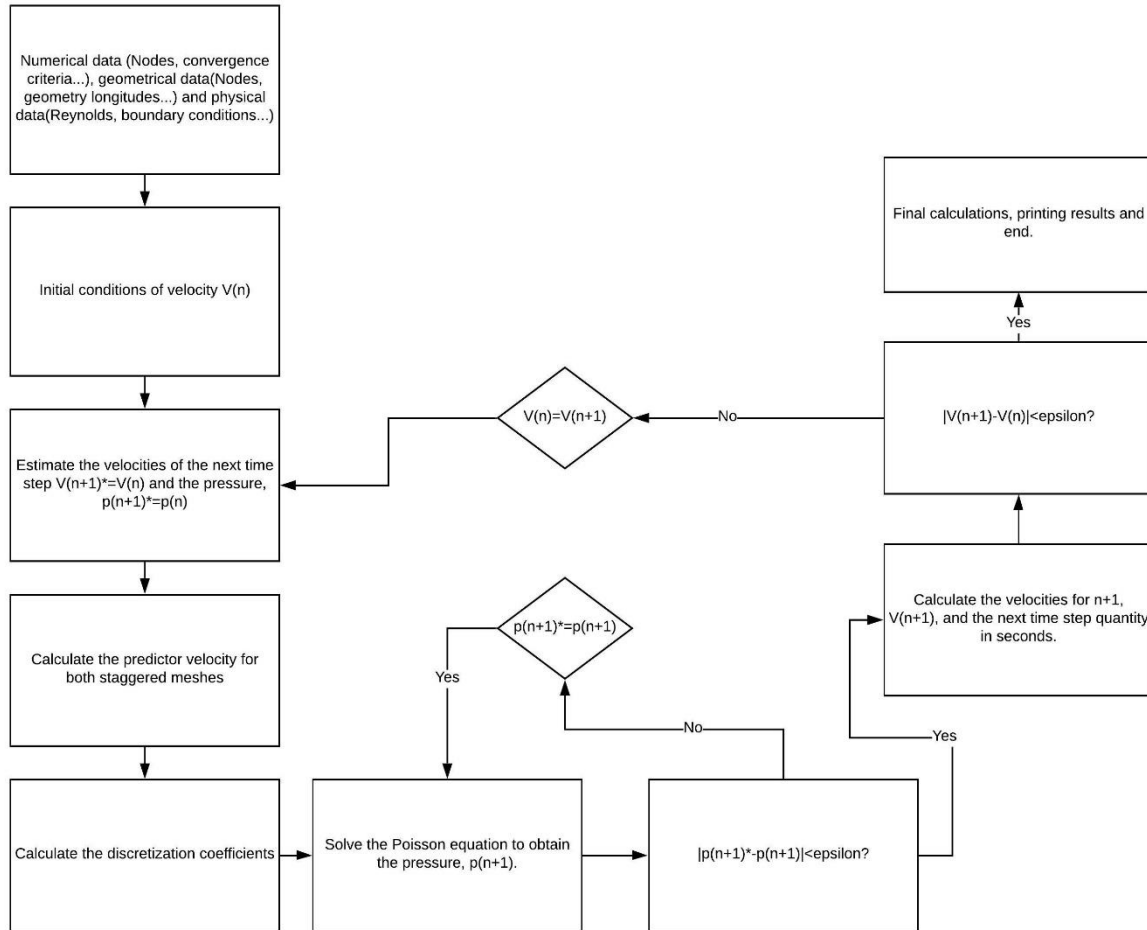 Numerical data (Nodes, convergence
criteria...), geometrical data(Nodes,
geometry longitudes...) and physical
data(Reynolds, boundary conditions...)
Initial conditions of velocity V(n)
Estimate the velocities of the next time
step V(n+1)*=V(n) and the pressure,
p(n+1)*=p(n)
Calculate the predictor velocity for
both staggered meshes
Calculate the discretization coefficients
Solve the Poisson equation to obtain
the pressure, p(n+1).
|p(n+1)*-p(n+1)|<epsilon?
No
p(n+1)*=p(n+1)
Yes
Yes
Calculate the velocities for n+1,
V(n+1), and the next time step quantity
in seconds.
|V(n+1)-V(n)|<epsilon?
No
V(n)=V(n+1)
Yes
Final calculations, printing results and
end.